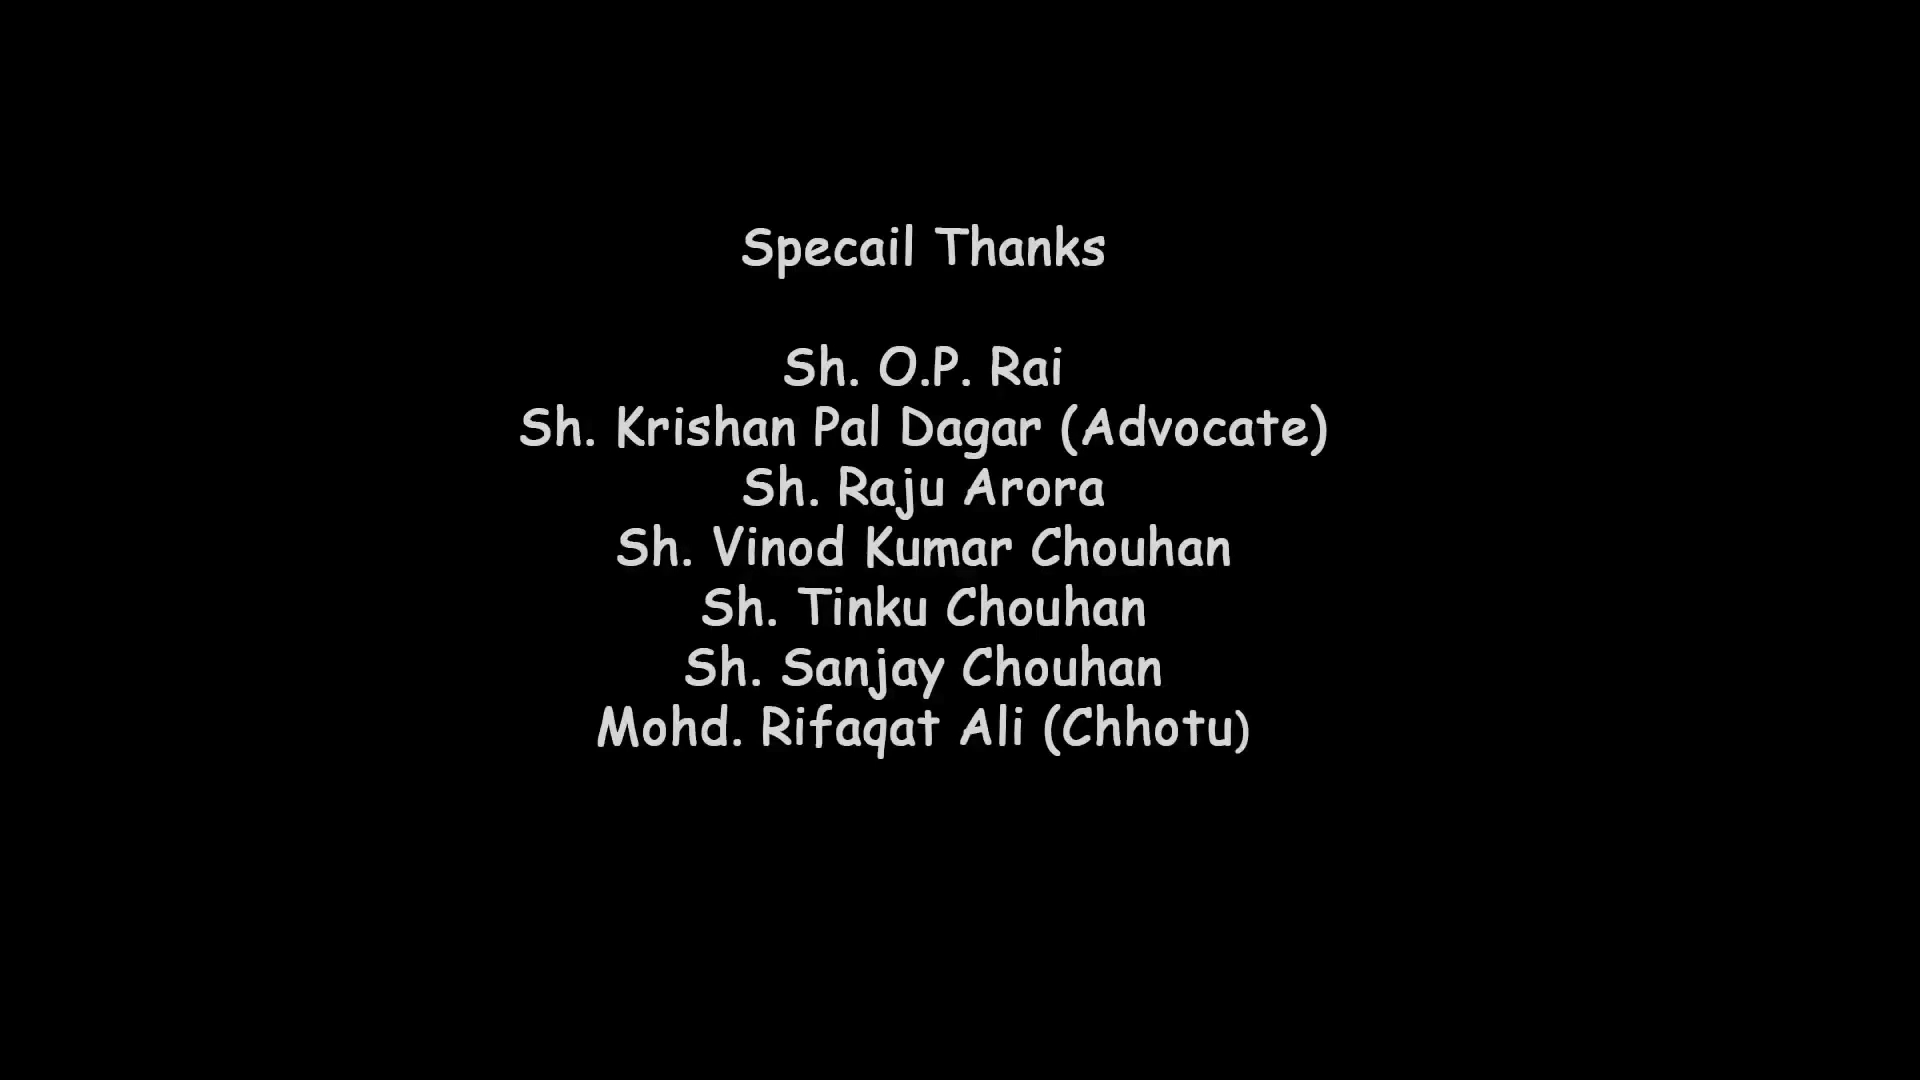 Specail Thanks
Sh. O.P. Rai
Sh. Krishan Pal Dagar (Advocate)
Sh. Raju Arora
Sh. Vinod Kumar Chouhan
Sh. Tinku Chouhan
Sh. Sanjay Chouhan
Mohd. Rifaqat Ali (Chhotu)